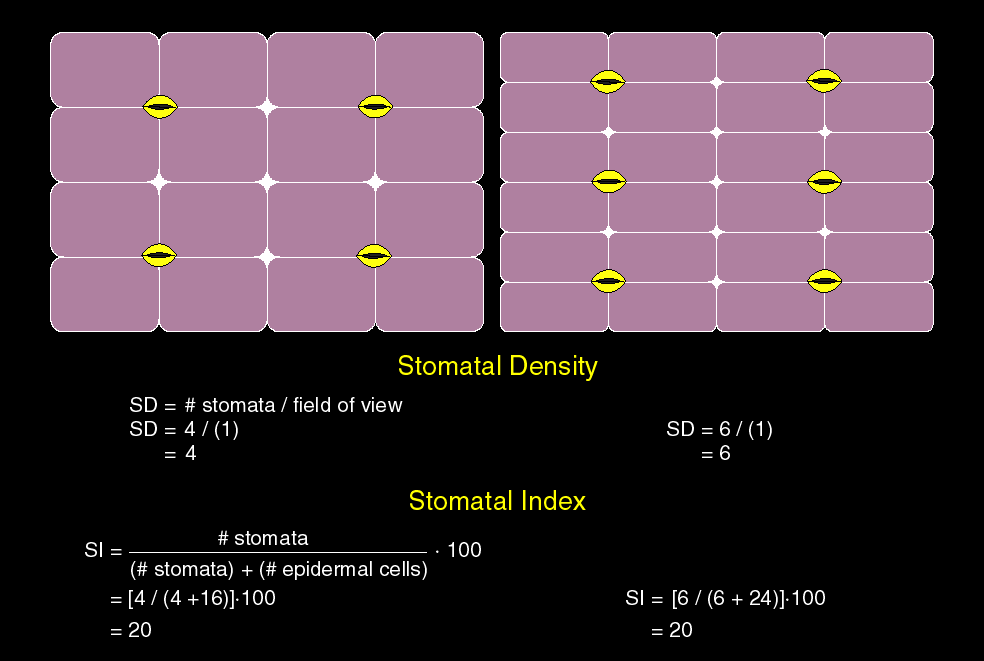 Stomatal Density
SD = # stomata / field of view
SD = 4 / (1)
= 4
SD = 6 / (1)
= 6
Stomatal Index
SI = # stomata / (# stomata) + (# epidermal cells) · 100
= [4 / (4 +16)]·100
= 20
SI = [6 / (6 + 24)]·100
= 20